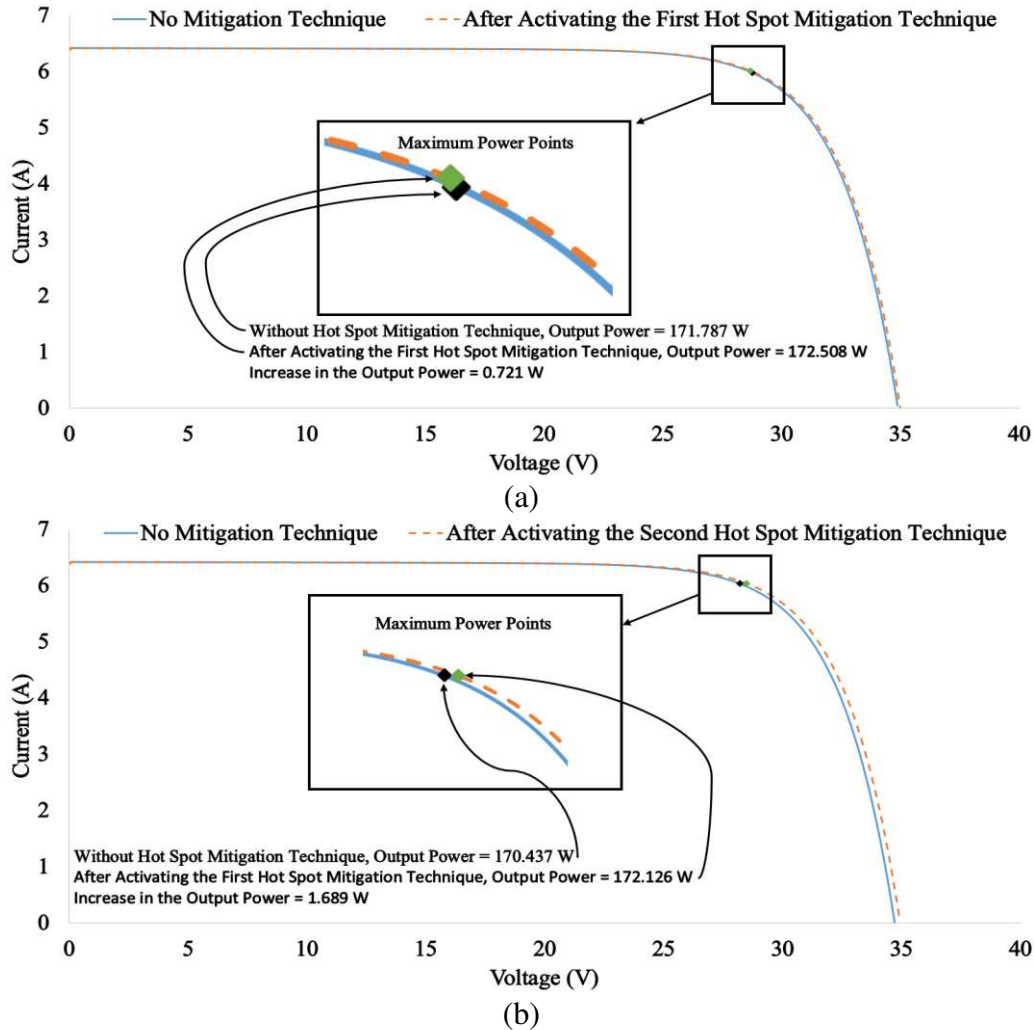 No Mitigation Technique
After Activating the First Hot Spot Mitigation Technique
7
6
5
4
3
2
1
0
Current (A)
Maximum Power Points
Without Hot Spot Mitigation Technique, Output Power = 171.787 W
After Activating the First Hot Spot Mitigation Technique, Output Power = 172.508 W
Increase in the Output Power = 0.721 W
0 5 10 15 20 25 30 35 40
Voltage (V)
(a)
No Mitigation Technique
After Activating the Second Hot Spot Mitigation Technique
7
6
5
4
3
2
1
0
Current (A)
Maximum Power Points
Without Hot Spot Mitigation Technique, Output Power = 170.437 W
After Activating the First Hot Spot Mitigation Technique, Output Power = 172.126 W
Increase in the Output Power = 1.689 W
0 5 10 15 20 25 30 35 40
Voltage (V)
(b)